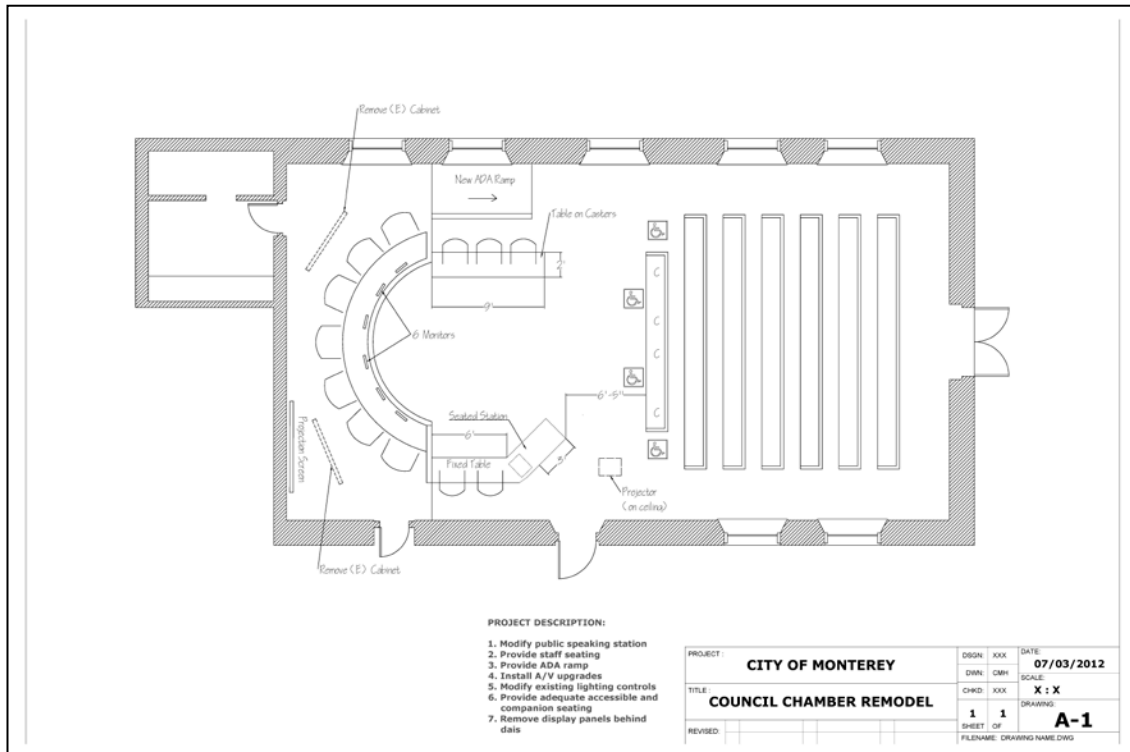 Remove (E) Cabinet
New ADA Ramp
Table on Casters
2'
9'
C
C
C
C
6 Monitors
6'-5"
Seated Station
6'
3'
Fixed Table
Projection Screen
Projector
(on ceiling)
Remove (E) Cabinet
PROJECT DESCRIPTION:
1. Modify public speaking station
2. Provide staff seating
3. Provide ADA ramp
4. Install A/V upgrades
5. Modify existing lighting controls
6. Provide adequate accessible and
companion seating
7. Remove display panels behind
dais
PROJECT :
CITY OF MONTEREY
TITLE :
COUNCIL CHAMBER REMODEL
REVISED:
DSGN: XXX
DWN: CMH
CHKD: XXX
1 1
SHEET OF
DATE:
07/03/2012
SCALE:
X : X
DRAWING:
A-1
FILENAME: DRAWING NAME.DWG